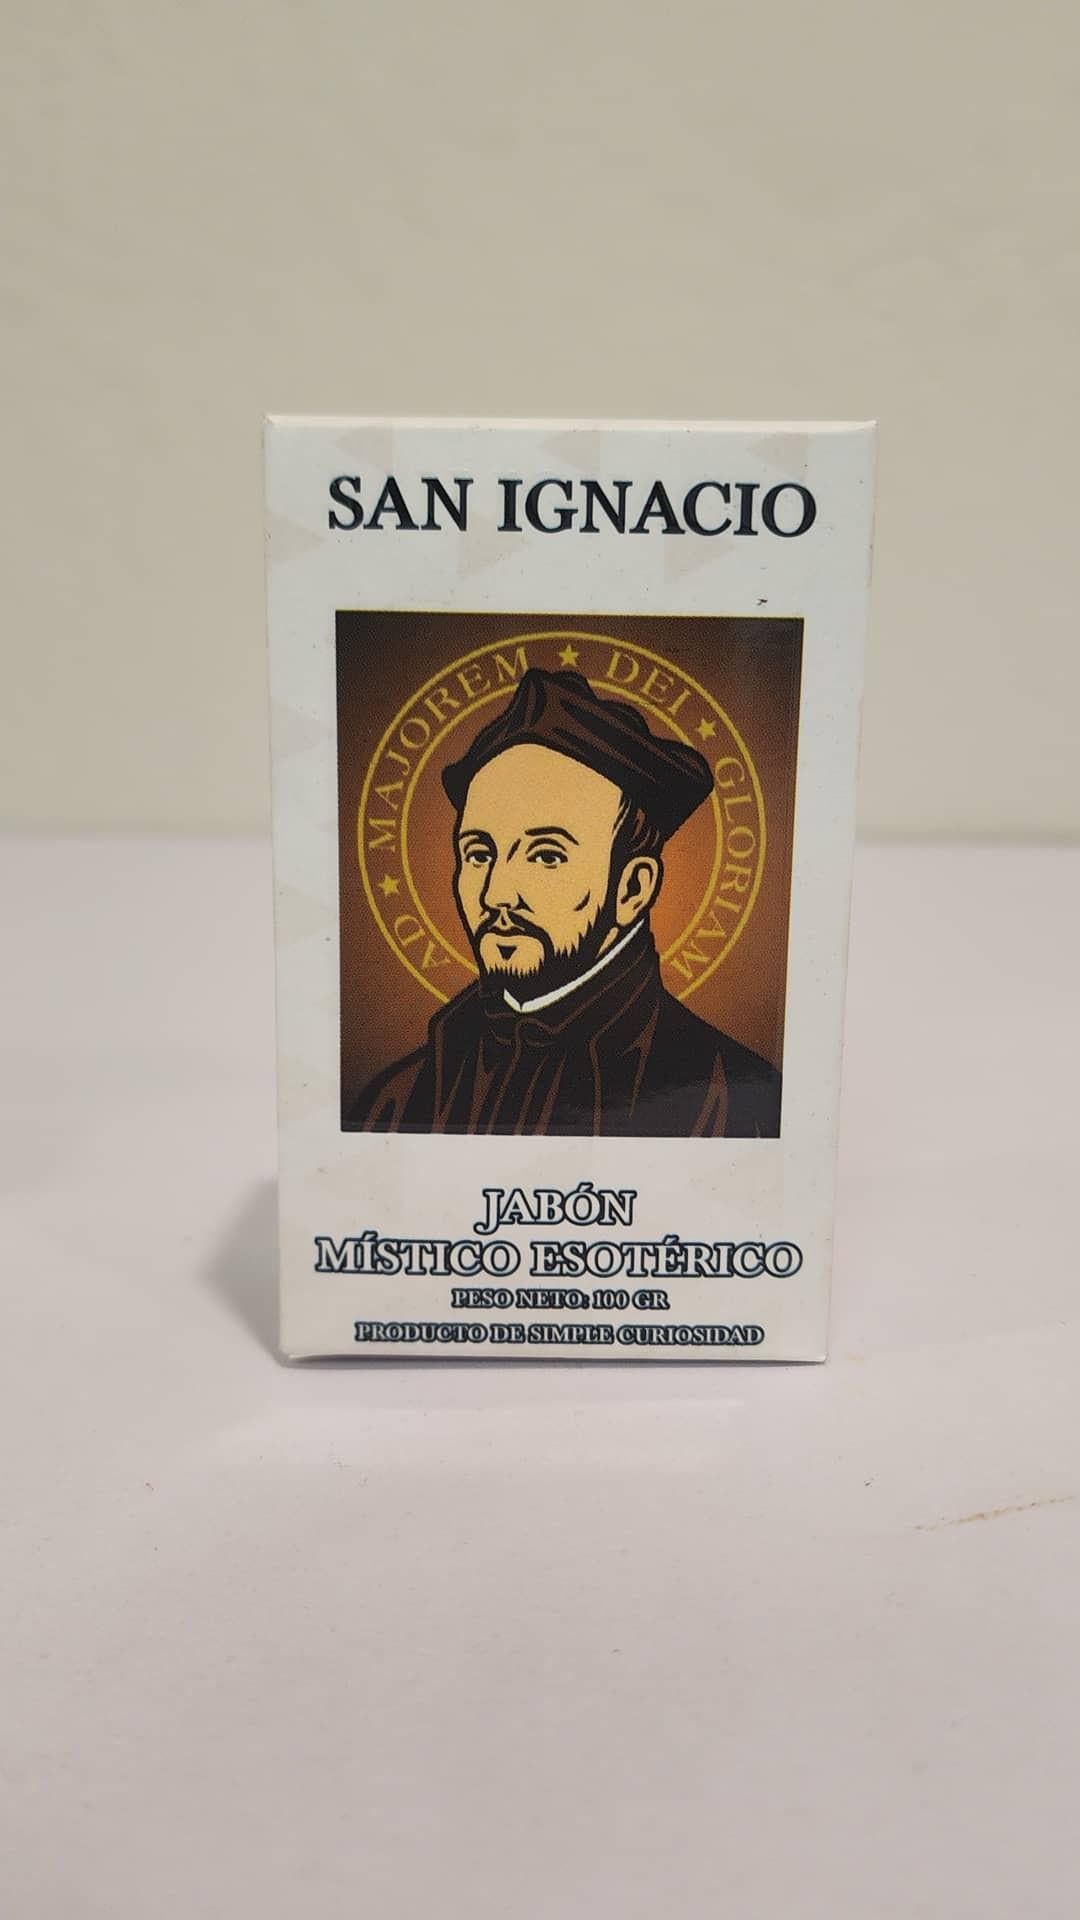 SAN IGNACIO
AD ★ MAJOREM ★ DEI ★ GLORIAM
JABÓN
MÍSTICO ESOTÉRICO
PESO NETO: 100 GR
PRODUCTO DE SIMPLE CURIOSIDAD